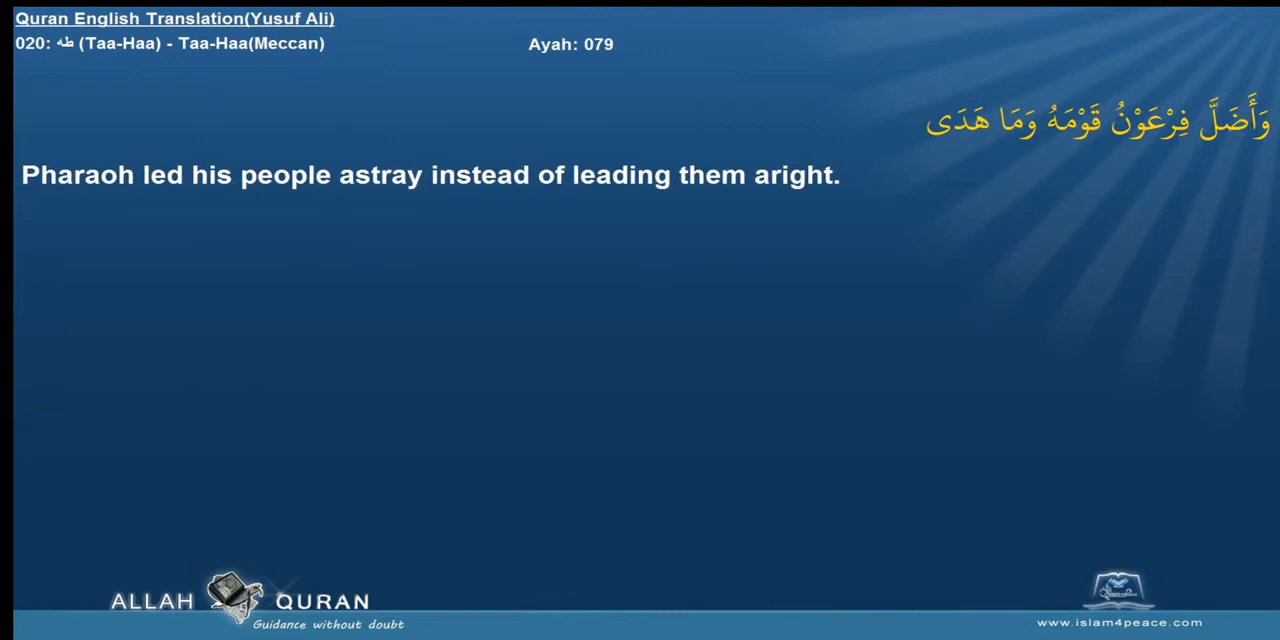 Quran English Translation(Yusuf Ali)
020: طه (Taa-Haa) - Taa-Haa(Meccan)
Ayah: 079
وَأَضَلَّ فِرْعَوْنُ قَوْمَهُ وَمَا هَدَى
Pharaoh led his people astray instead of leading them aright.
ALLAH QURAN
Guidance without doubt
www.islam4peace.com